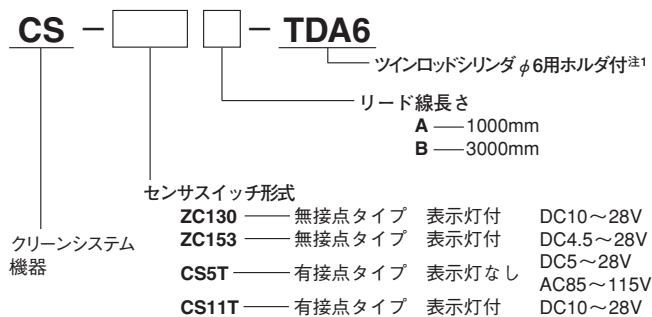 CS − □ □ − TDA6
ツインロッドシリンダφ6用ホルダ付注1
リード線長さ
A — 1000mm
B — 3000mm
センサスイッチ形式
ZC130 — 無接点タイプ 表示灯付 DC10～28V
ZC153 — 無接点タイプ 表示灯付 DC4.5～28V
CS5T — 有接点タイプ 表示灯なし DC5～28V
AC85～115V
CS11T — 有接点タイプ 表示灯付 DC10～28V
クリーンシステム
機器